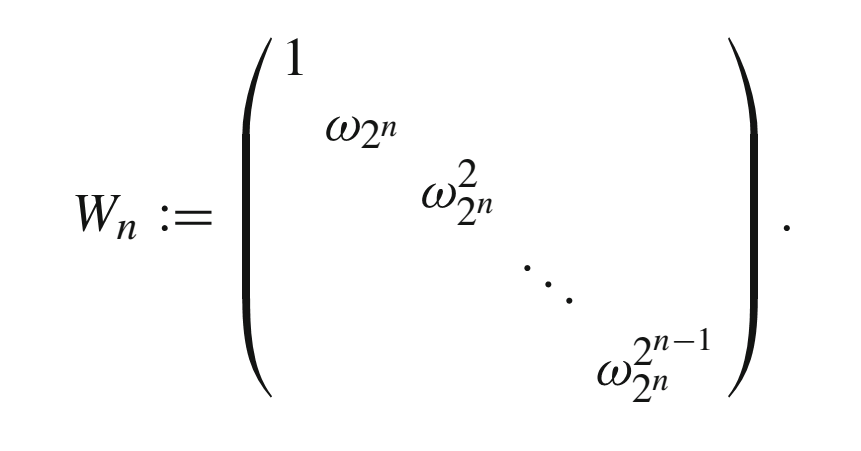 W_n := \begin{pmatrix} 1 & & & & \\ & \omega_{2^n} & & & \\ & & \omega_{2^n}^{2} & & \\ & & & \ddots & \\ & & & & \omega_{2^n}^{2^{n-1}} \end{pmatrix}.